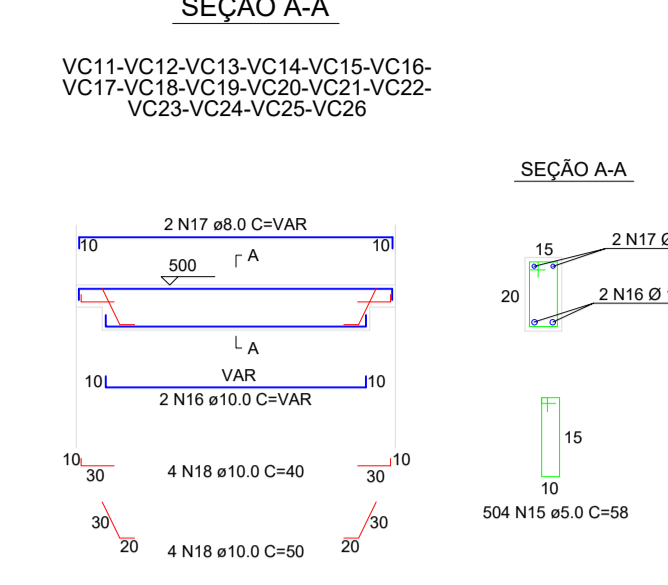 SEÇÃO A-A
VC11-VC12-VC13-VC14-VC15-VC16-
VC17-VC18-VC19-VC20-VC21-VC22-
VC23-VC24-VC25-VC26
SEÇÃO A-A
2 N17 ø8.0 C=VAR
10
10
A
500
A
VAR
10
10
2 N16 ø10.0 C=VAR
10
30
4 N18 ø10.0 C=40
30
10
30
20
4 N18 ø10.0 C=50
20
30
15
2 N17 Ø
20
2 N16 Ø
15
10
504 N15 ø5.0 C=58